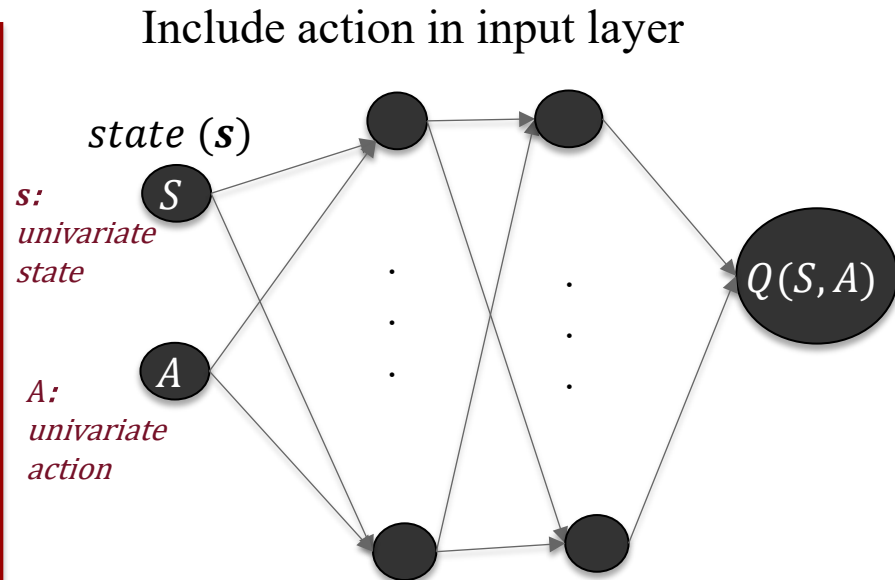 Include action in input layer
state (s)
S
s:
univariate
state
A
A:
univariate
action
Q(S, A)